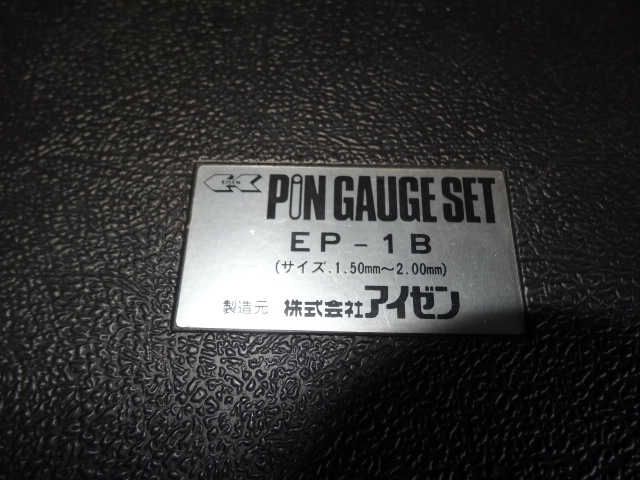 PIN GAUGE SET
EP-1B
(サイズ.1.50mm〜2.00mm)
製造元 株式会社アイゼン